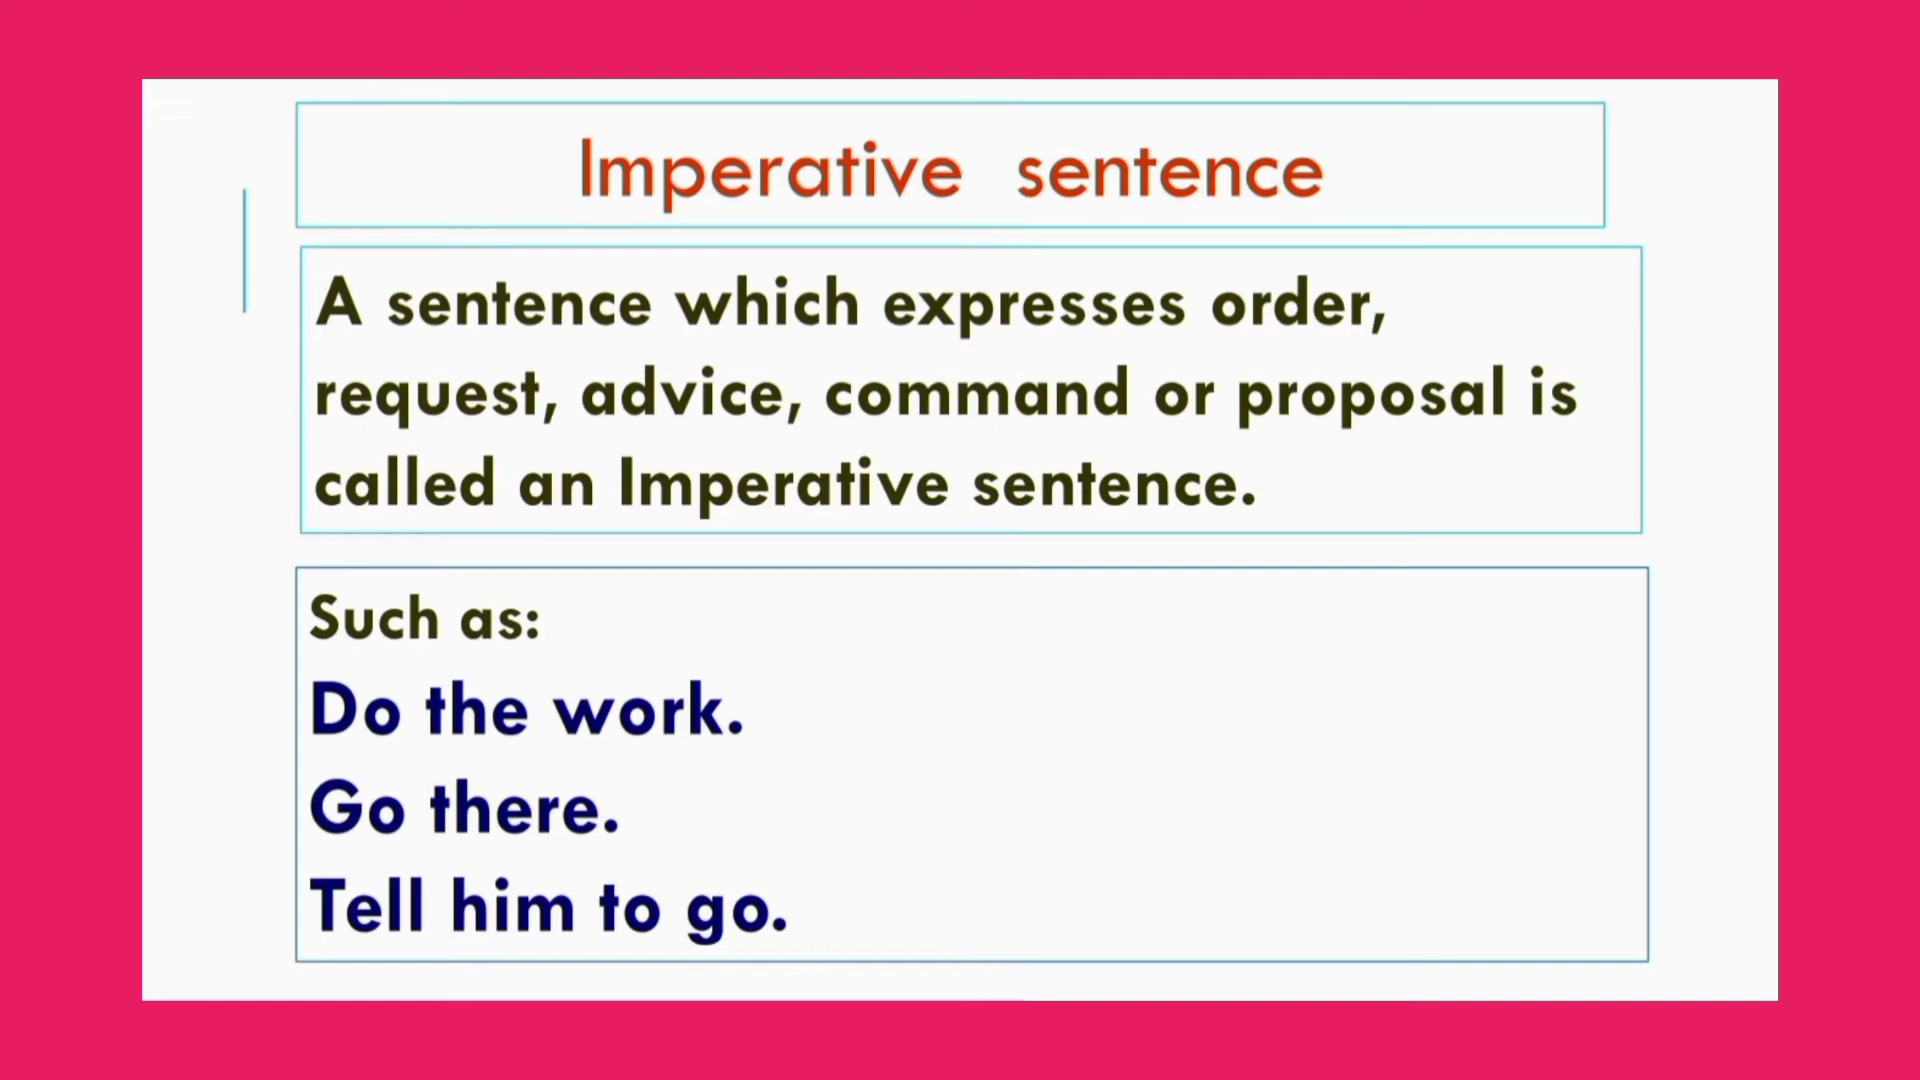 Imperative sentence
A sentence which expresses order,
request, advice, command or proposal is
called an Imperative sentence.
Such as:
Do the work.
Go there.
Tell him to go.